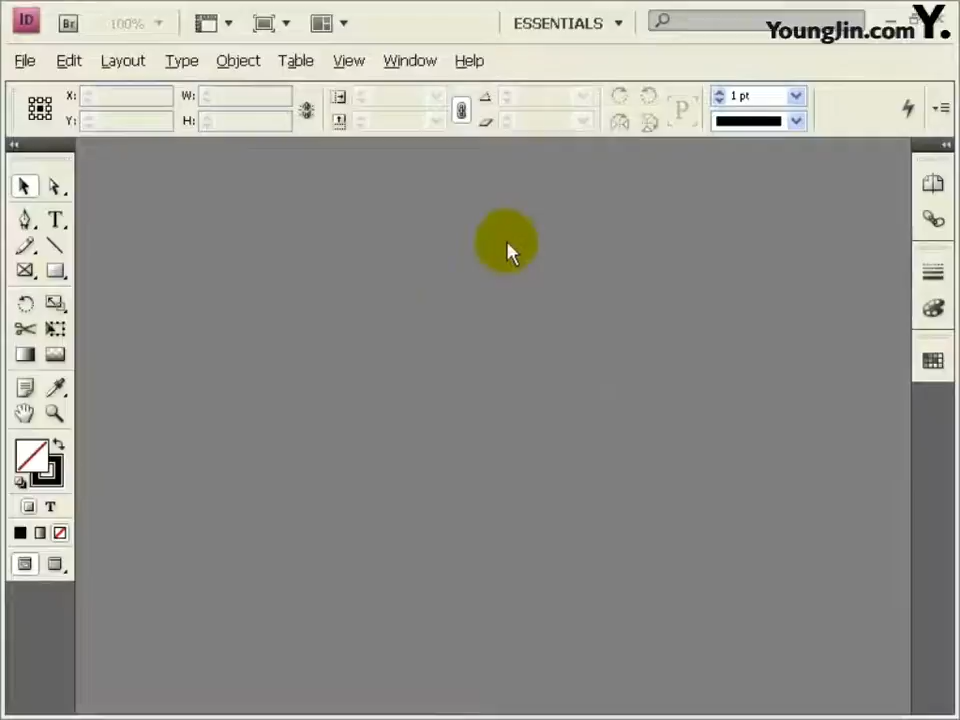 ID Br 100% ESSENTIALS
YoungJin.com Y.
File Edit Layout Type Object Table View Window Help
X: W: 1 pt
Y: H: P
T
T